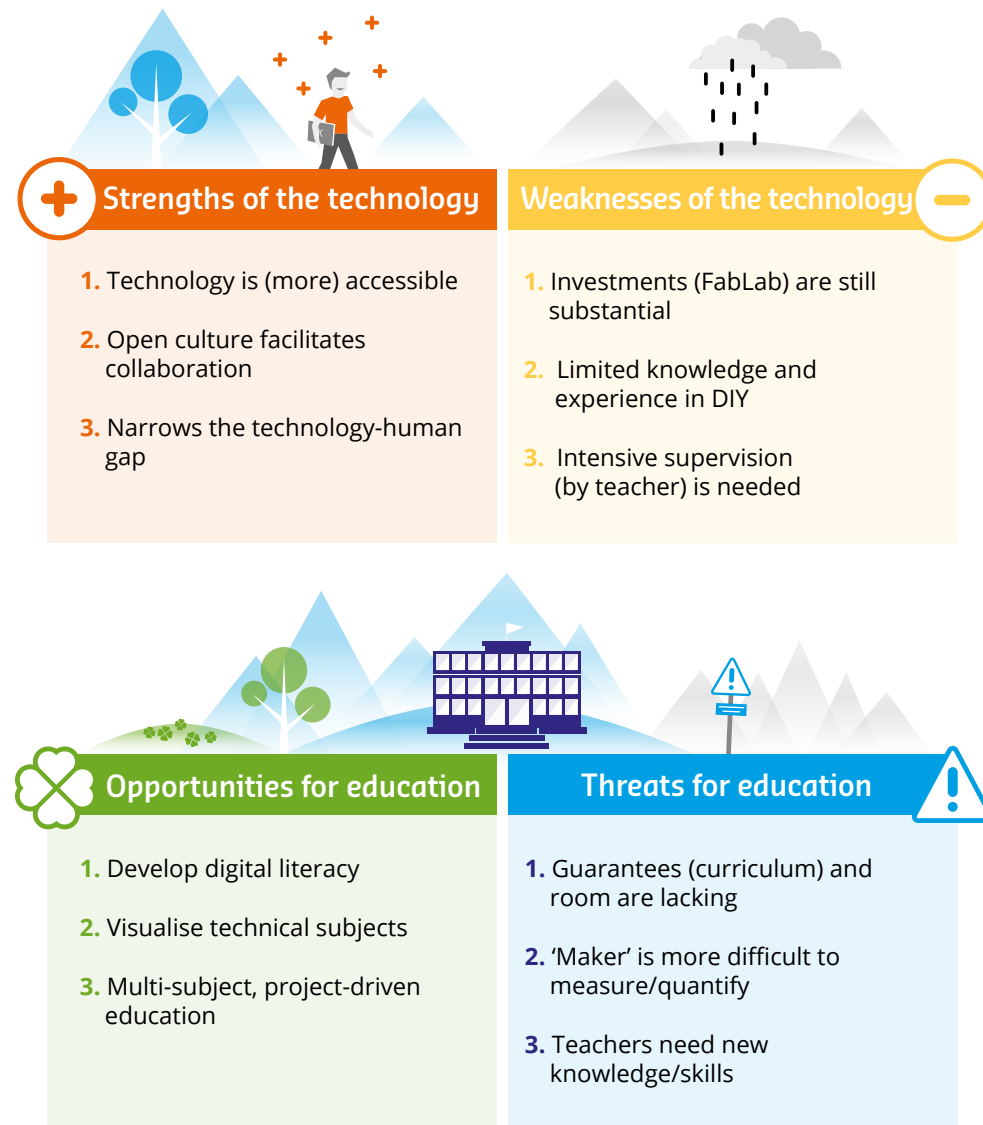 Strengths of the technology
1. Technology is (more) accessible
2. Open culture facilitates
collaboration
3. Narrows the technology-human
gap
Weaknesses of the technology
1. Investments (FabLab) are still
substantial
2. Limited knowledge and
experience in DIY
3. Intensive supervision
(by teacher) is needed
Opportunities for education
1. Develop digital literacy
2. Visualise technical subjects
3. Multi-subject, project-driven
education
Threats for education
1. Guarantees (curriculum) and
room are lacking
2. ‘Maker’ is more difficult to
measure/quantify
3. Teachers need new
knowledge/skills